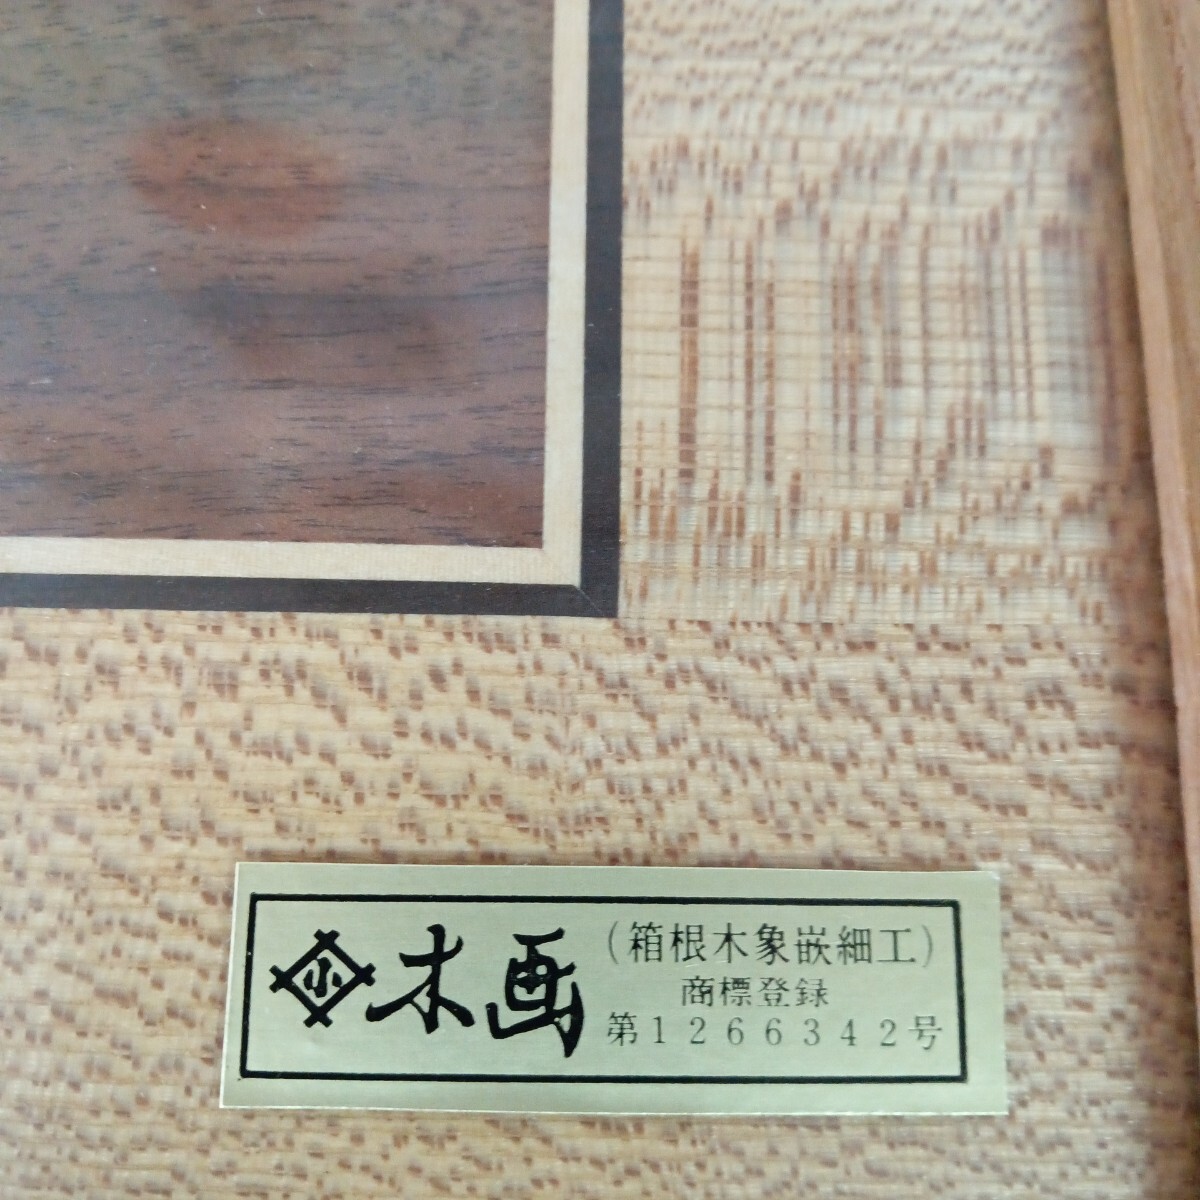 小 木画
(箱根木象嵌細工)
商標登録
第1266342号